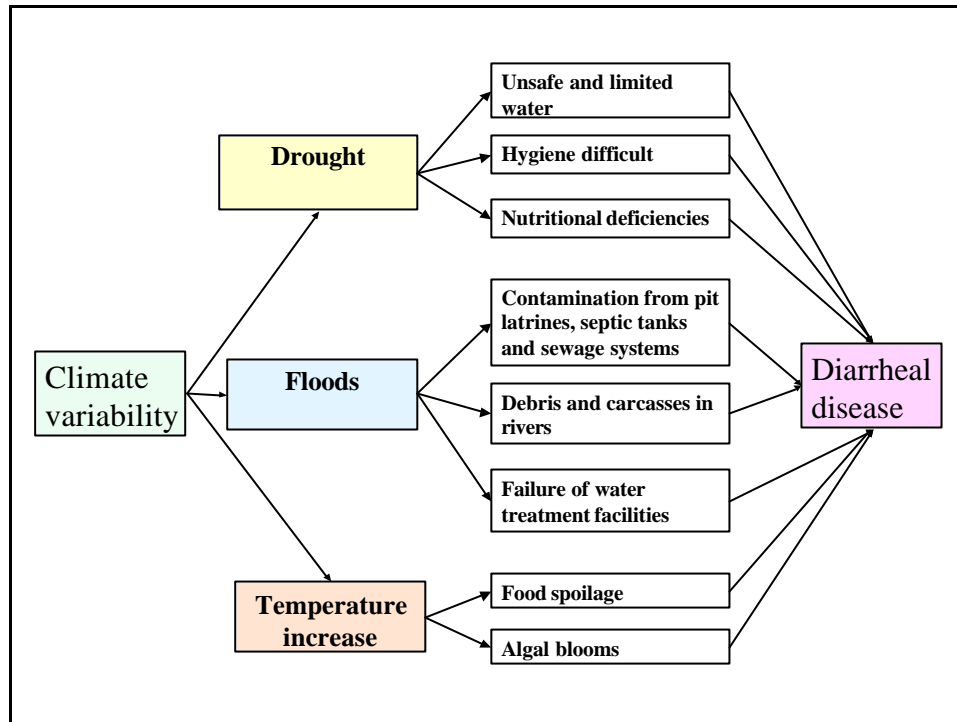 Unsafe and limited
water
Drought
Hygiene difficult
Nutritional deficiencies
Contamination from pit
latrines, septic tanks
and sewage systems
Climate
variability
Floods
Diarrheal
disease
Debris and carcasses in
rivers
Failure of water
treatment facilities
Temperature
increase
Food spoilage
Algal blooms